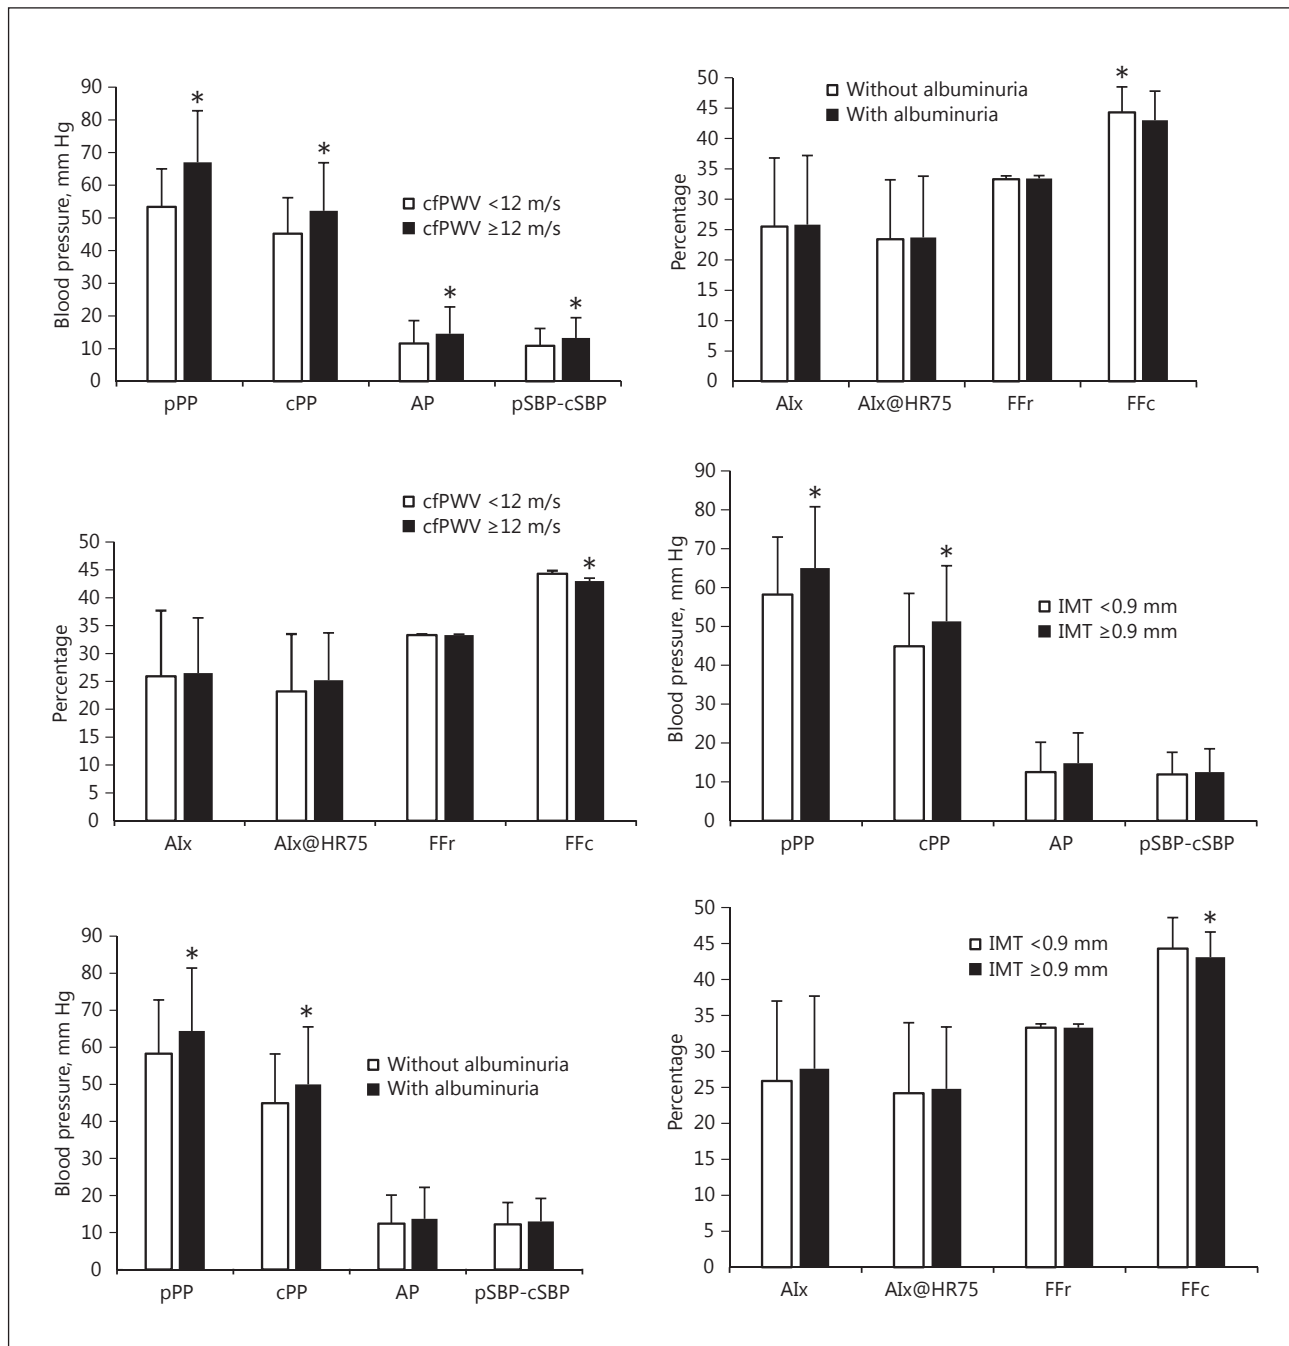 90
80
70
60
50
40
30
20
10
0
Blood pressure, mm Hg
*
*
*
*
cfPWV <12 m/s
cfPWV ≥12 m/s
pPP
cPP
AP
pSBP-cSBP
50
45
40
35
30
25
20
15
10
5
0
Percentage
*
Without albuminuria
With albuminuria
AIx
AIx@HR75
FFr
FFc
50
45
40
35
30
25
20
15
10
5
0
Percentage
cfPWV <12 m/s
cfPWV ≥12 m/s
*
AIx
AIx@HR75
FFr
FFc
90
80
70
60
50
40
30
20
10
0
Blood pressure, mm Hg
*
*
IMT <0.9 mm
IMT ≥0.9 mm
pPP
cPP
AP
pSBP-cSBP
90
80
70
60
50
40
30
20
10
0
Blood pressure, mm Hg
*
*
Without albuminuria
With albuminuria
pPP
cPP
AP
pSBP-cSBP
50
45
40
35
30
25
20
15
10
5
0
Percentage
*
IMT <0.9 mm
IMT ≥0.9 mm
AIx
AIx@HR75
FFr
FFc